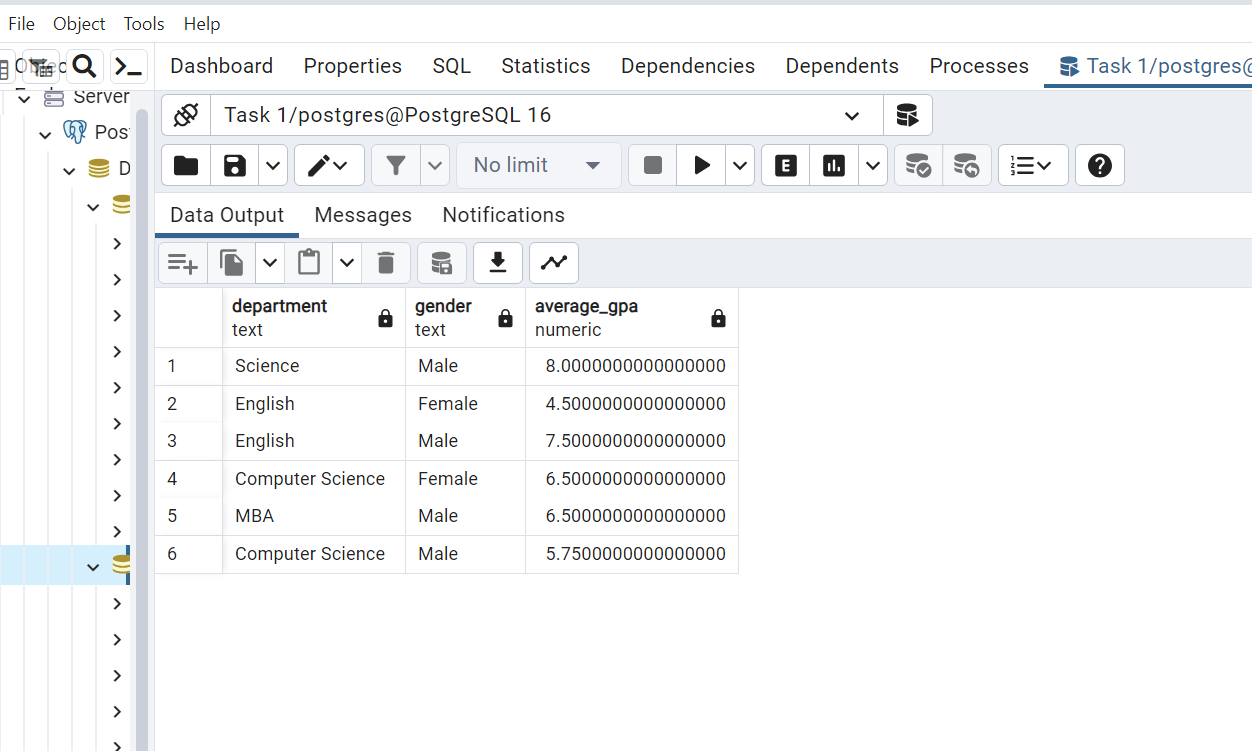 File Object Tools Help
Dashboard Properties SQL Statistics Dependencies Dependents Processes Task 1/postgres@
Server
Pos
D
Task 1/postgres@PostgreSQL 16
No limit
E
Data Output Messages Notifications
department gender average_gpa
text text numeric
1 Science Male 8.0000000000000000
2 English Female 4.5000000000000000
3 English Male 7.5000000000000000
4 Computer Science Female 6.5000000000000000
5 MBA Male 6.5000000000000000
6 Computer Science Male 5.7500000000000000